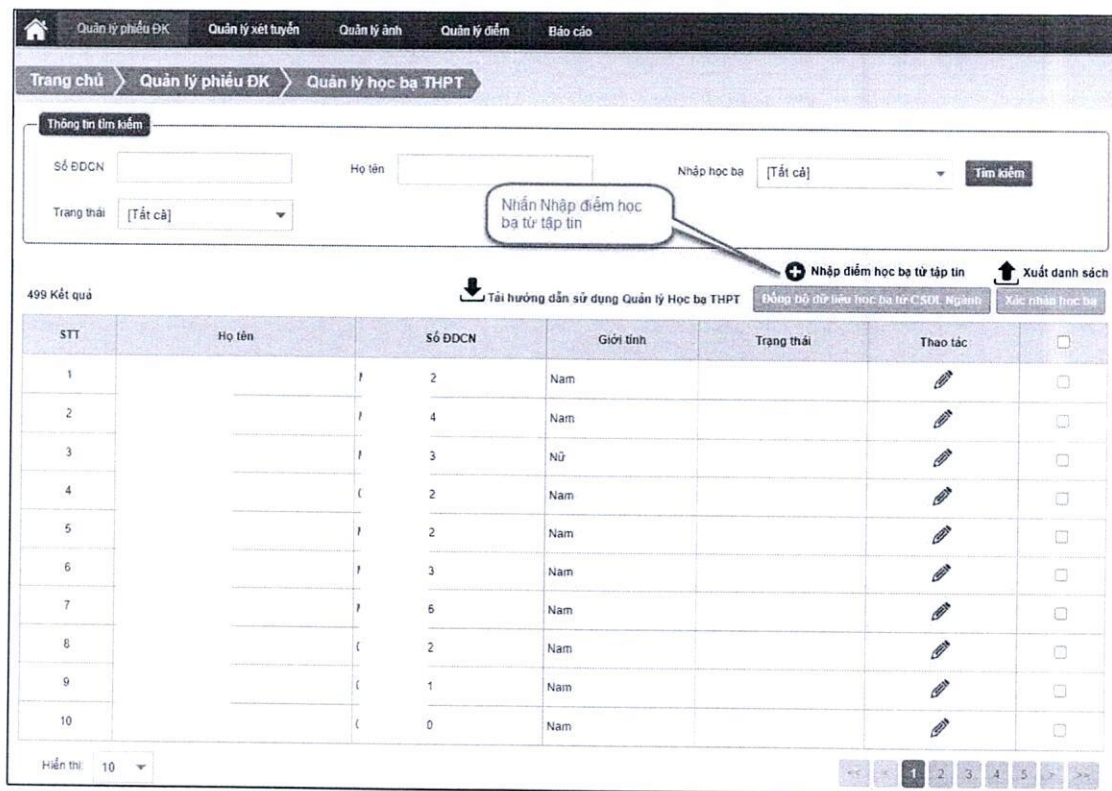 Quản lý phiếu ĐK Quản lý xét tuyển Quản lý ảnh Quản lý điểm Báo cáo
Trang chủ Quản lý phiếu ĐK Quản lý học bạ THPT
Thông tin tìm kiếm
Số ĐDCN Họ tên Nhập học bạ [Tất cả] Tìm kiếm
Trạng thái [Tất cả]
Nhấn Nhập điểm học
bạ từ tập tin
Nhập điểm học bạ từ tập tin Xuất danh sách
499 Kết quả Tải hướng dẫn sử dụng Quản lý Học bạ THPT Đồng bộ dữ liệu học bạ từ CSDL Ngành Xác nhận học bạ
STT Họ tên Số ĐDCN Giới tính Trạng thái Thao tác
1 2 Nam
2 4 Nam
3 3 Nữ
4 2 Nam
5 2 Nam
6 3 Nam
7 6 Nam
8 2 Nam
9 1 Nam
10 0 Nam
Hiển thị: 10 << < 1 2 3 4 5 > >>